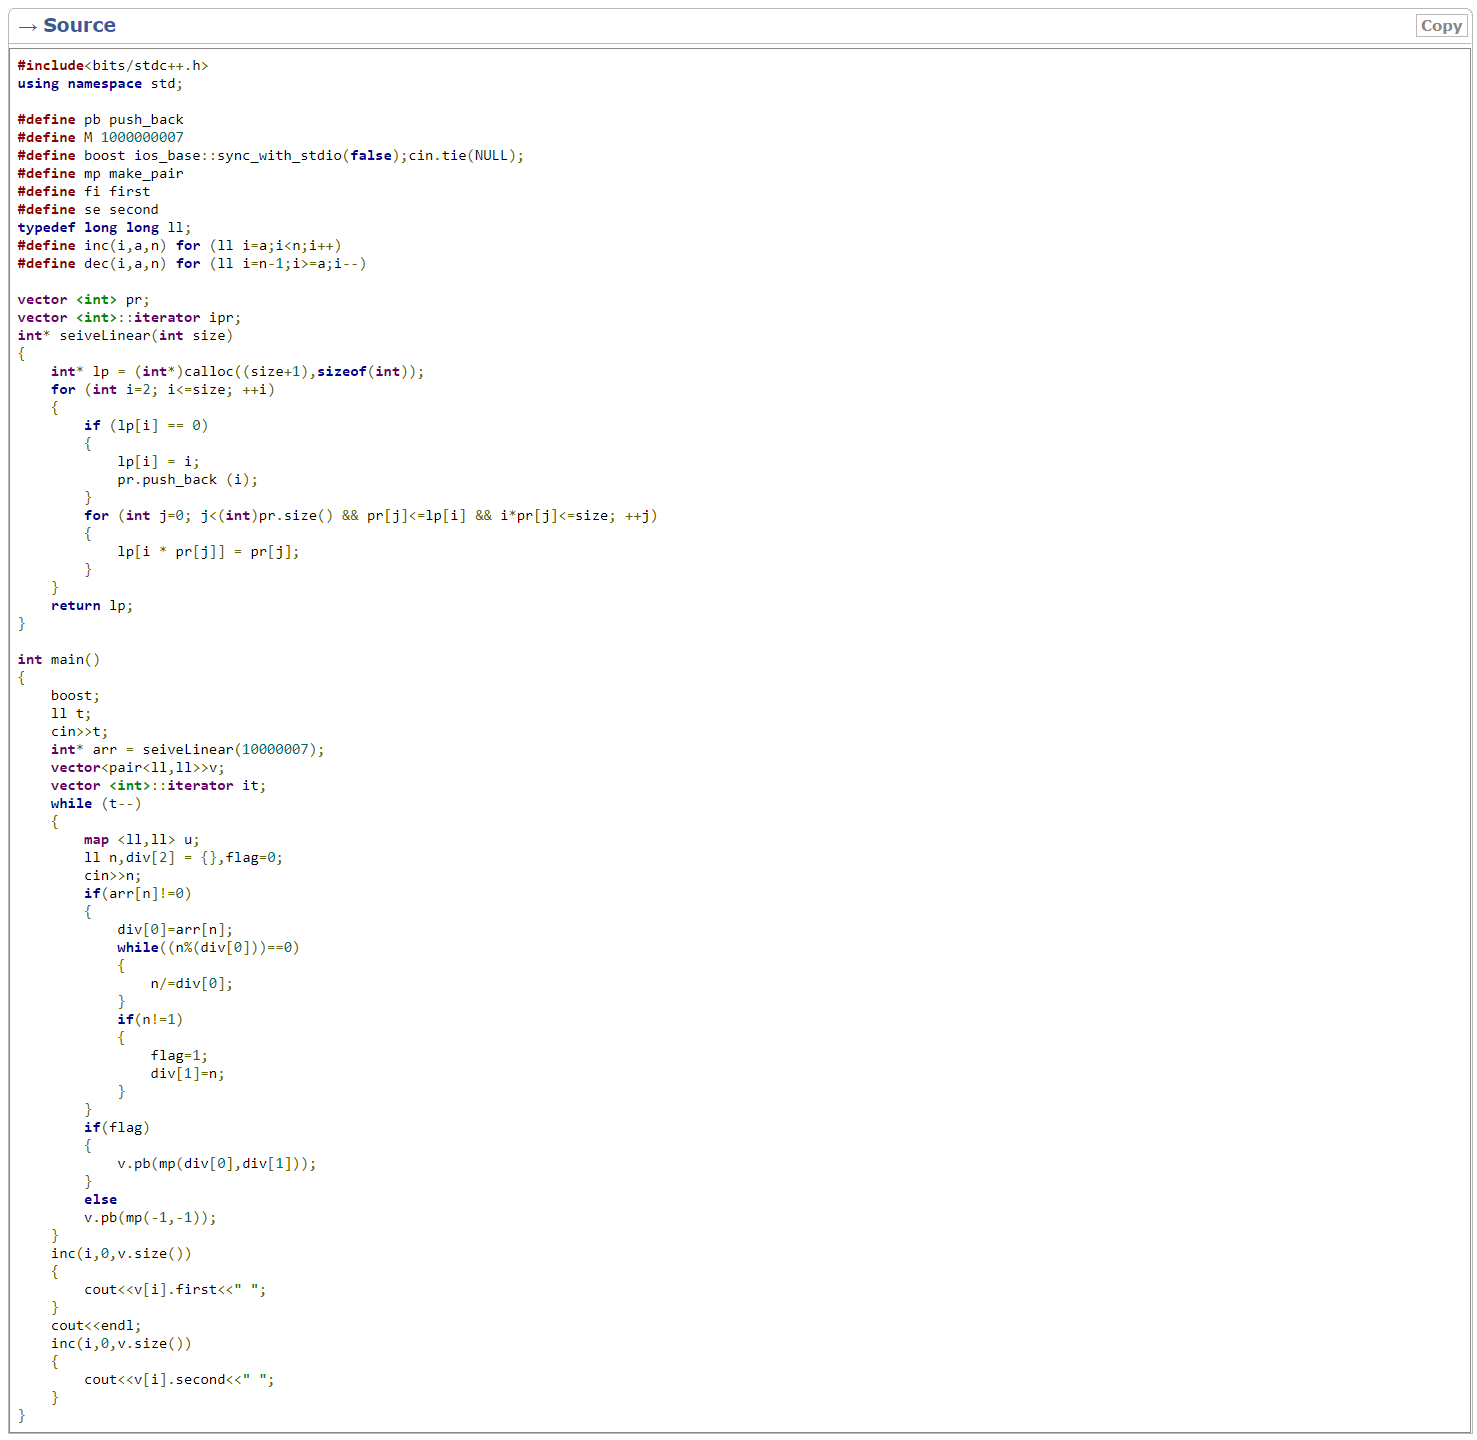 → Source
Copy
#include<bits/stdc++.h>
using namespace std;

#define pb push_back
#define M 1000000007
#define boost ios_base::sync_with_stdio(false);cin.tie(NULL);
#define mp make_pair
#define fi first
#define se second
typedef long long ll;
#define inc(i,a,n) for (ll i=a;i<n;i++)
#define dec(i,a,n) for (ll i=n-1;i>=a;i--)

vector <int> pr;
vector <int>::iterator ipr;
int* seiveLinear(int size)
{
    int* lp = (int*)calloc((size+1),sizeof(int));
    for (int i=2; i<=size; ++i)
    {
        if (lp[i] == 0)
        {
            lp[i] = i;
            pr.push_back (i);
        }
        for (int j=0; j<(int)pr.size() && pr[j]<=lp[i] && i*pr[j]<=size; ++j)
        {
            lp[i * pr[j]] = pr[j];
        }
    }
    return lp;
}

int main()
{
    boost;
    ll t;
    cin>>t;
    int* arr = seiveLinear(10000007);
    vector<pair<ll,ll>>v;
    vector <int>::iterator it;
    while (t--)
    {
        map <ll,ll> u;
        ll n,div[2] = {},flag=0;
        cin>>n;
        if(arr[n]!=0)
        {
            div[0]=arr[n];
            while((n%(div[0]))==0)
            {
                n/=div[0];
            }
            if(n!=1)
            {
                flag=1;
                div[1]=n;
            }
        }
        if(flag)
        {
            v.pb(mp(div[0],div[1]));
        }
        else
        v.pb(mp(-1,-1));
    }
    inc(i,0,v.size())
    {
        cout<<v[i].first<<" ";
    }
    cout<<endl;
    inc(i,0,v.size())
    {
        cout<<v[i].second<<" ";
    }
}